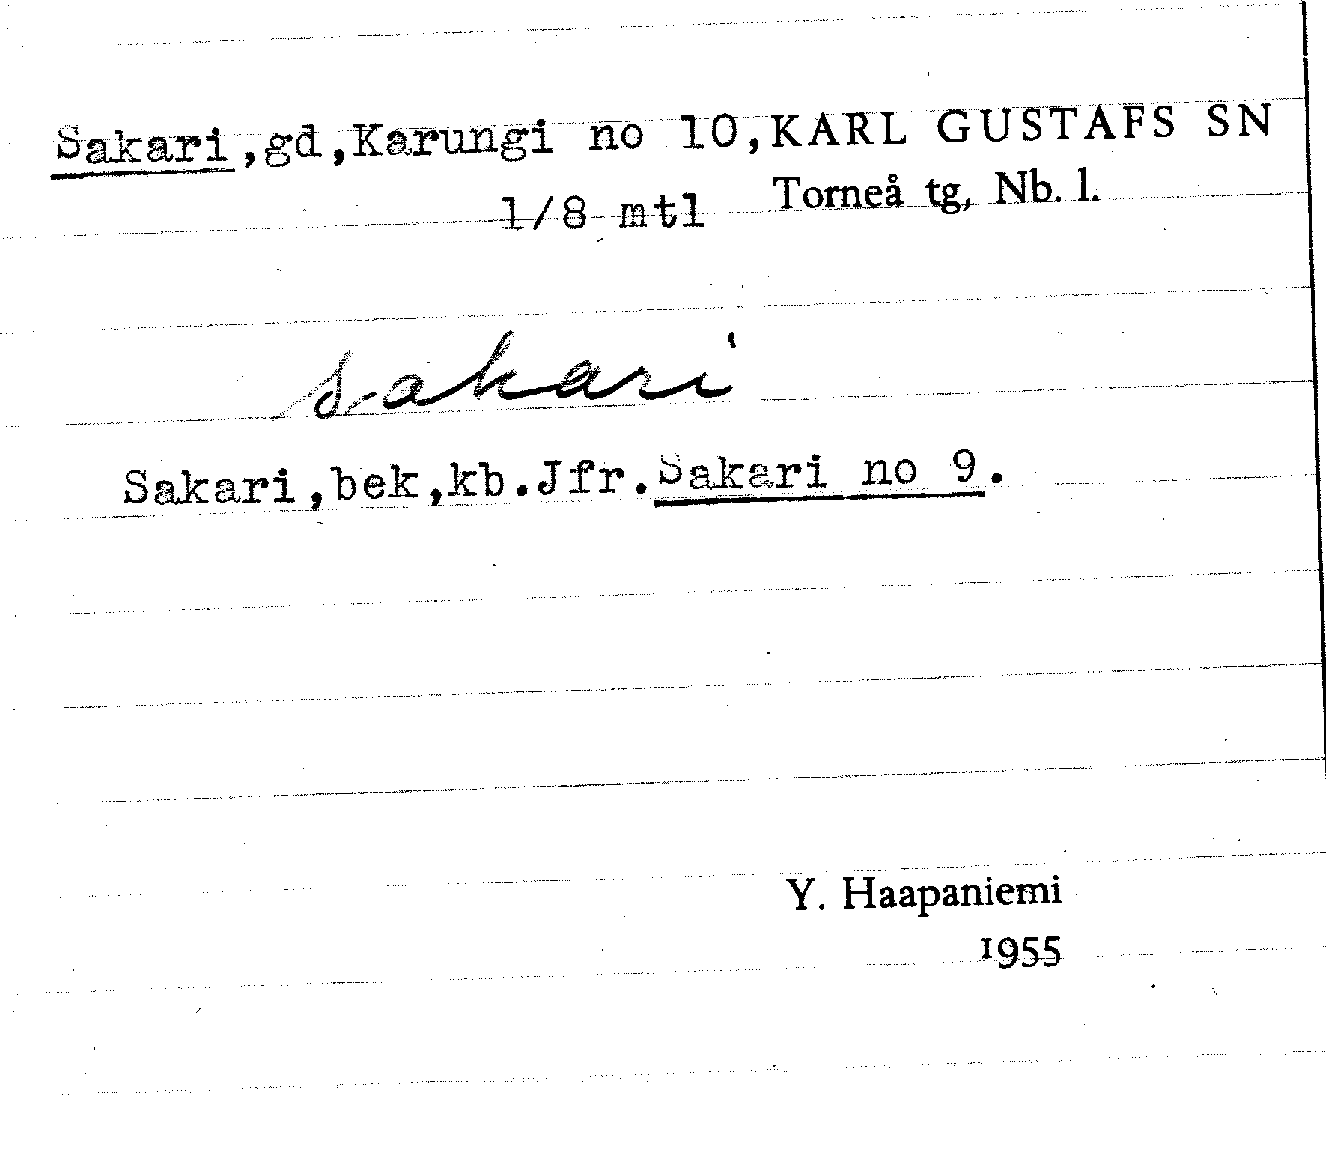 Sakari,gd,Karungi no 10,KARL GUSTAFS SN
1/8 mtl Torneå tg, Nb. l.
sakari
Sakari,bek,kb.Jfr.Sakari no 9.
Y. Haapaniemi
1955